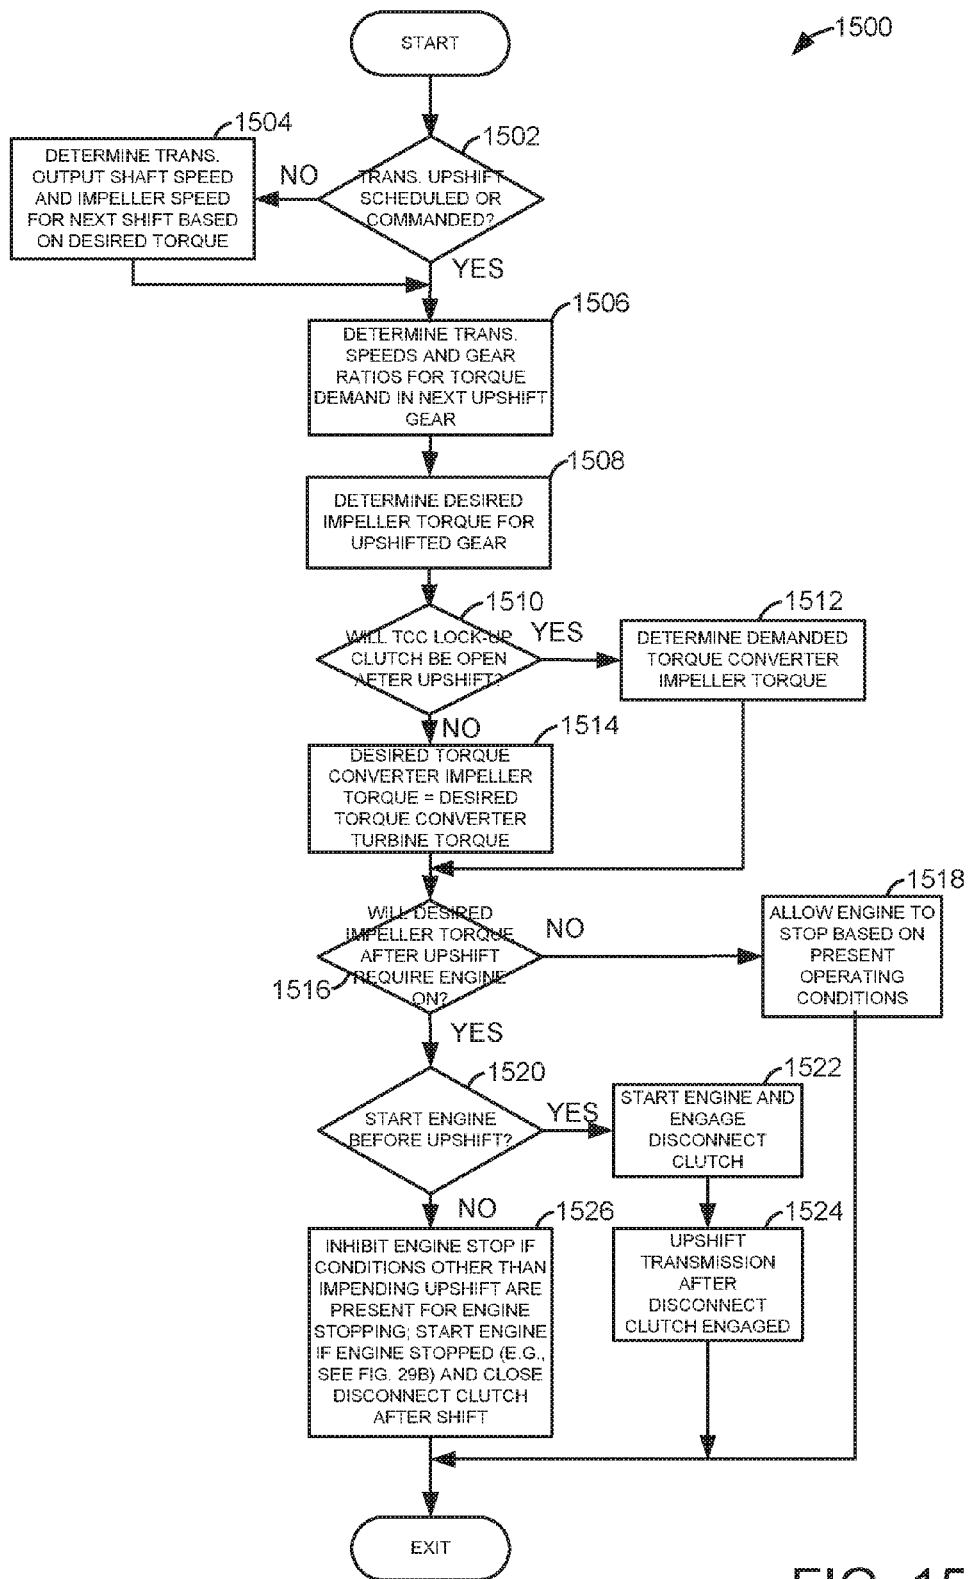 START
1500
1502
TRANS. UPSHIFT
SCHEDULED OR
COMMANDED?
NO
YES
1504
DETERMINE TRANS.
OUTPUT SHAFT SPEED
AND IMPELLER SPEED
FOR NEXT SHIFT BASED
ON DESIRED TORQUE
1506
DETERMINE TRANS.
SPEEDS AND GEAR
RATIOS FOR TORQUE
DEMAND IN NEXT UPSHIFT
GEAR
1508
DETERMINE DESIRED
IMPELLER TORQUE FOR
UPSHIFTED GEAR
1510
WILL TCC LOCK-UP
CLUTCH BE OPEN
AFTER UPSHIFT?
YES
NO
1512
DETERMINE DEMANDED
TORQUE CONVERTER
IMPELLER TORQUE
1514
DESIRED TORQUE
CONVERTER IMPELLER
TORQUE = DESIRED
TORQUE CONVERTER
TURBINE TORQUE
1516
WILL DESIRED
IMPELLER TORQUE
AFTER UPSHIFT
REQUIRE ENGINE
ON?
NO
YES
1518
ALLOW ENGINE TO
STOP BASED ON
PRESENT
OPERATING
CONDITIONS
1520
START ENGINE
BEFORE UPSHIFT?
YES
NO
1522
START ENGINE AND
ENGAGE
DISCONNECT
CLUTCH
1524
UPSHIFT
TRANSMISSION
AFTER
DISCONNECT
CLUTCH ENGAGED
1526
INHIBIT ENGINE STOP IF
CONDITIONS OTHER THAN
IMPENDING UPSHIFT ARE
PRESENT FOR ENGINE
STOPPING; START ENGINE
IF ENGINE STOPPED (E.G.,
SEE FIG. 29B) AND CLOSE
DISCONNECT CLUTCH
AFTER SHIFT
EXIT
FIG. 15